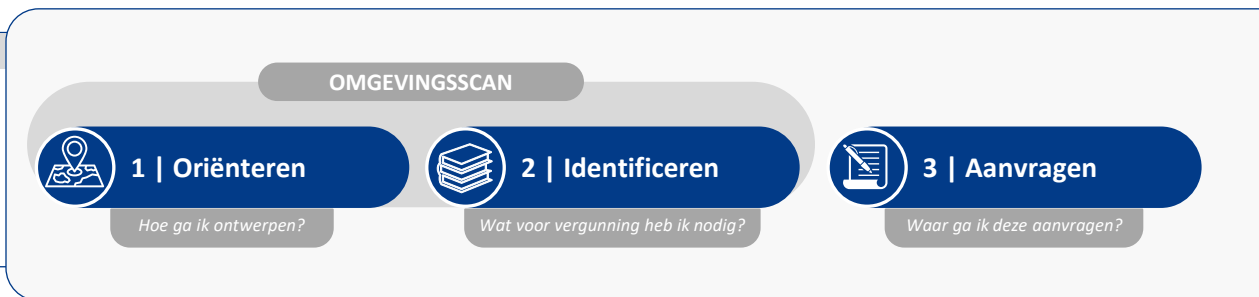 OMGEVINGSSCAN
1 | Oriënteren
2 | Identificeren
3 | Aanvragen
Hoe ga ik ontwerpen?
Wat voor vergunning heb ik nodig?
Waar ga ik deze aanvragen?